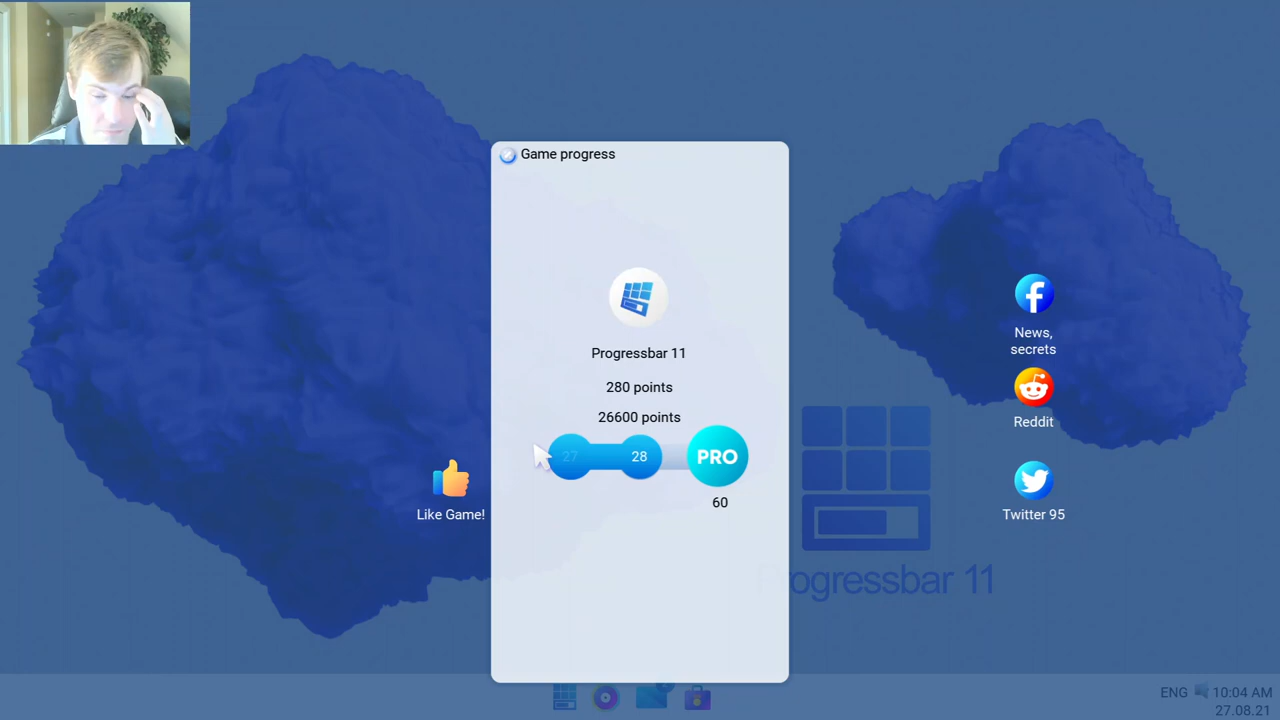 Game progress
Progressbar 11
280 points
26600 points
27
28
PRO
60
Like Game!
News,
secrets
Reddit
Twitter 95
Progressbar 11
ENG
10:04 AM
27.08.21